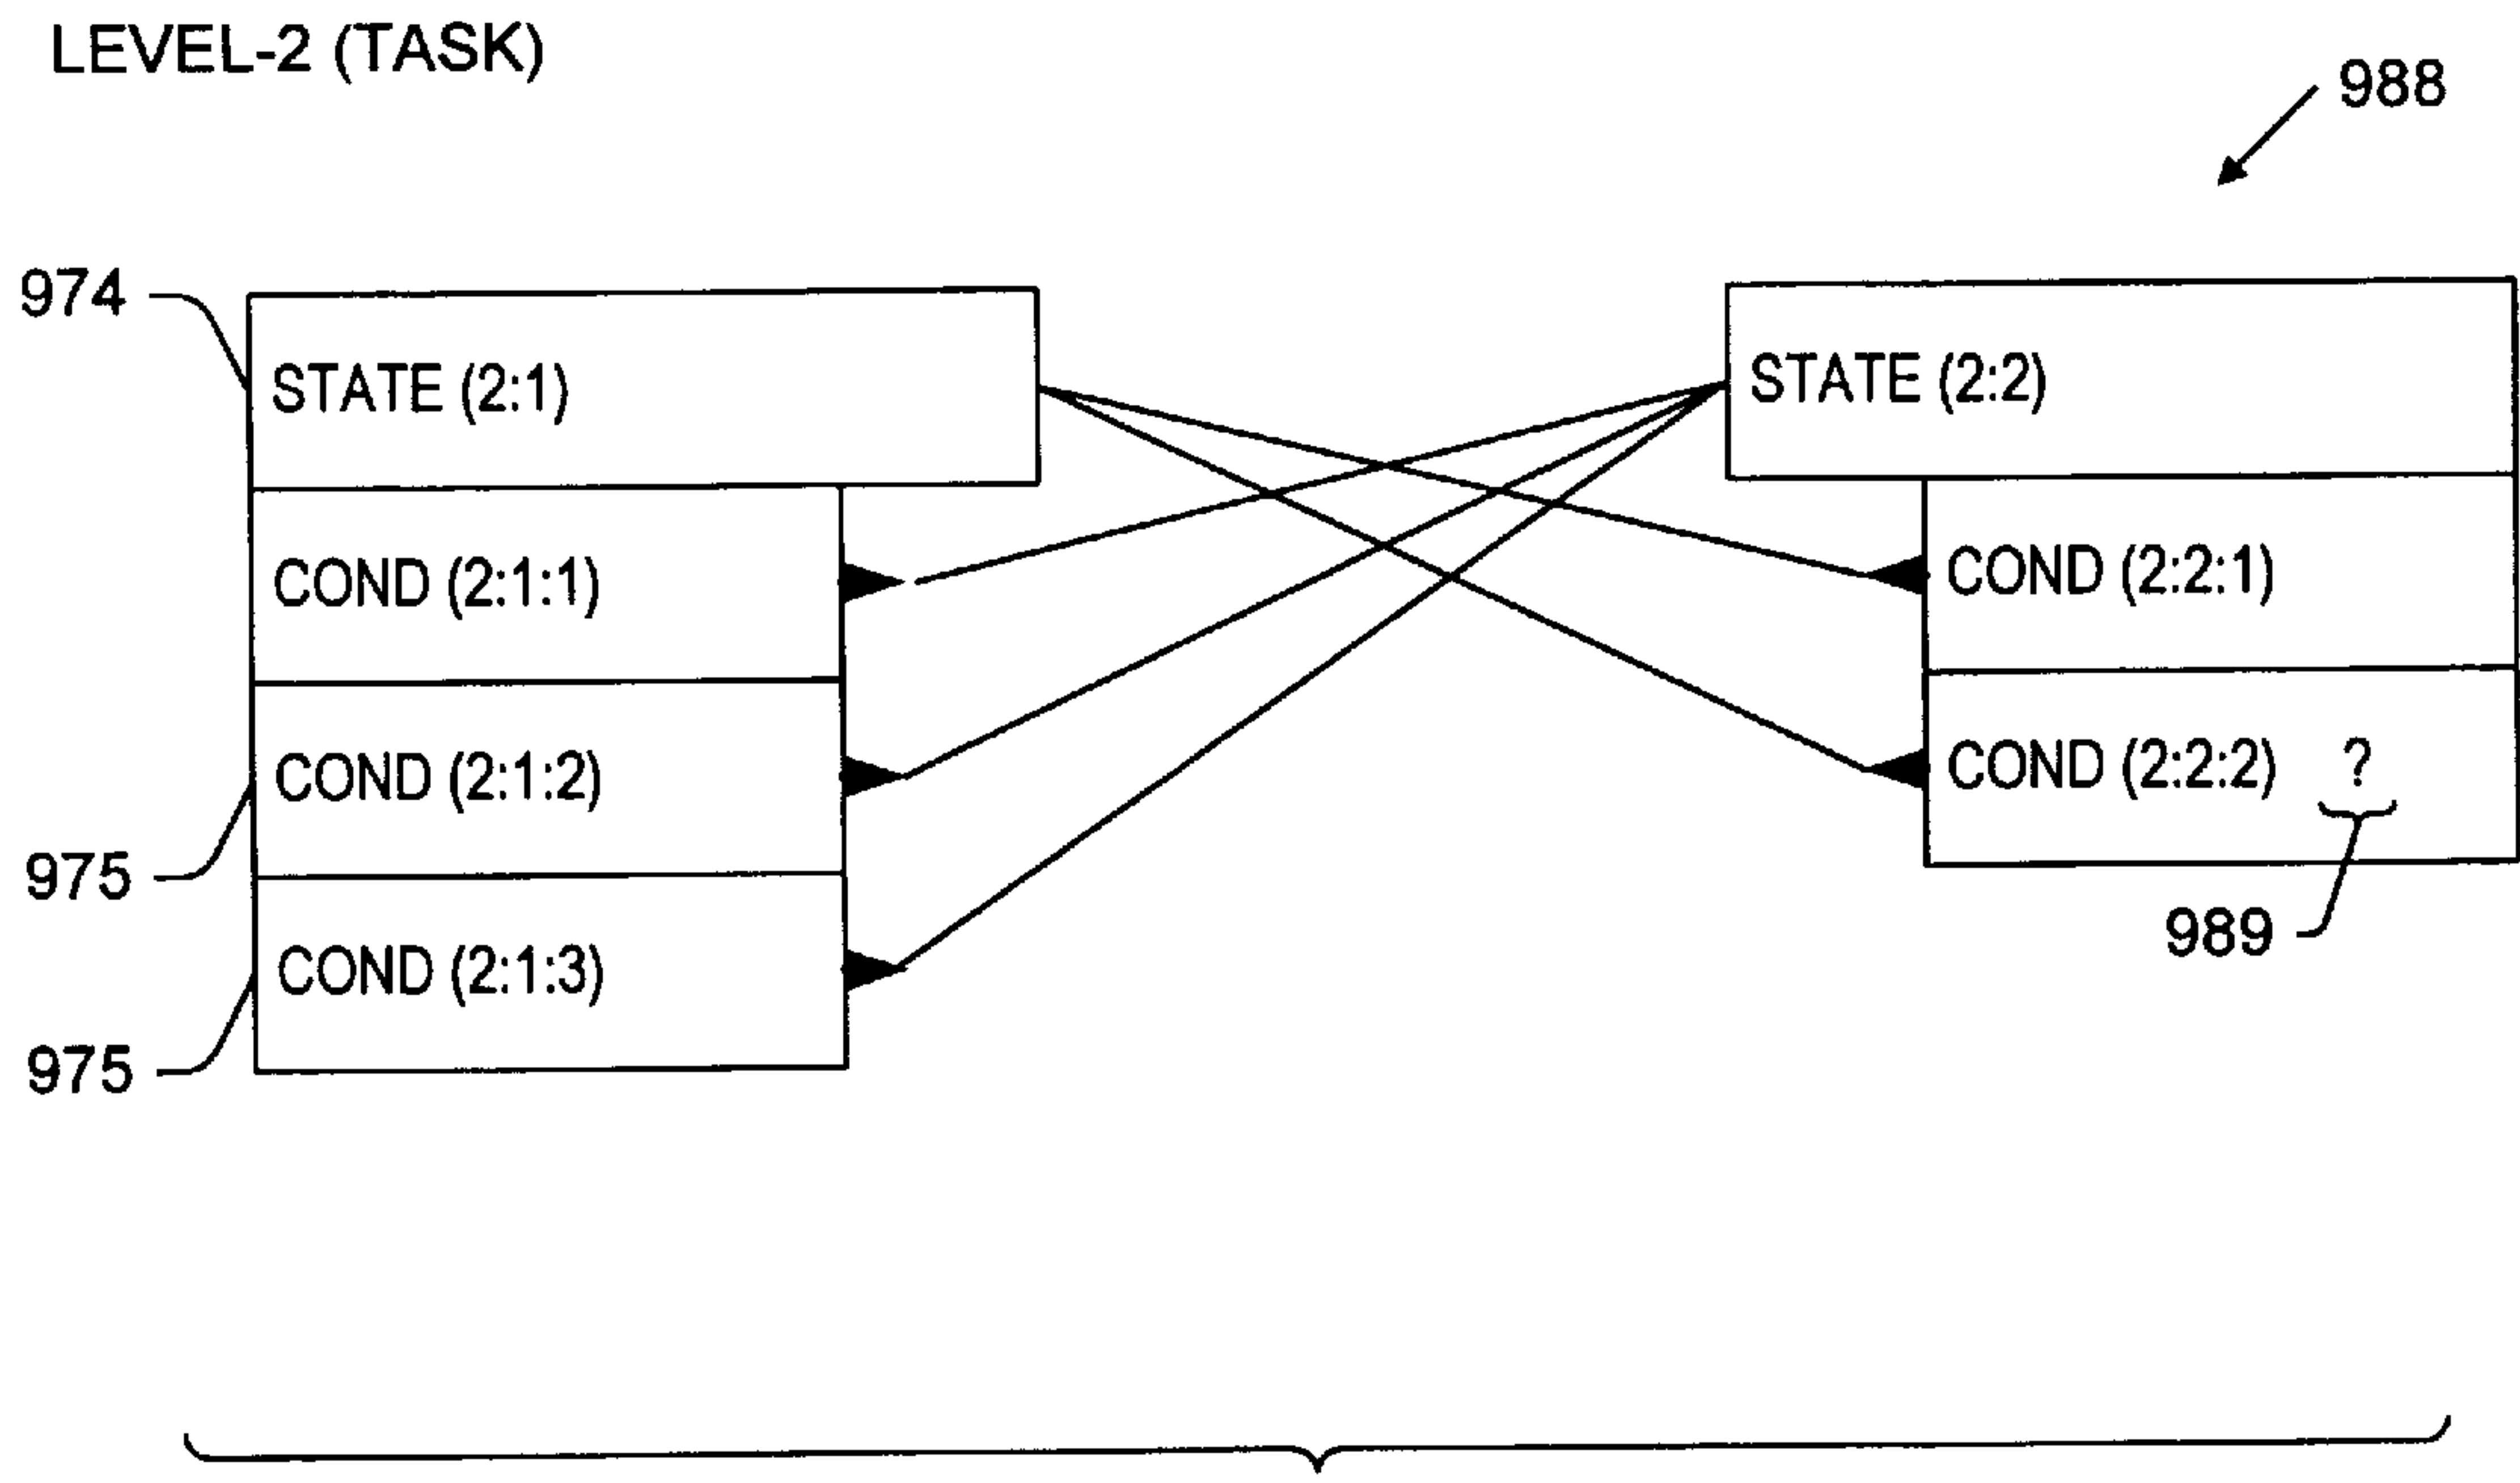 LEVEL-2 (TASK)
988
974
STATE (2:1)
STATE (2:2)
COND (2:1:1)
COND (2:2:1)
COND (2:1:2)
COND (2:2:2) ?
975
989
COND (2:1:3)
975